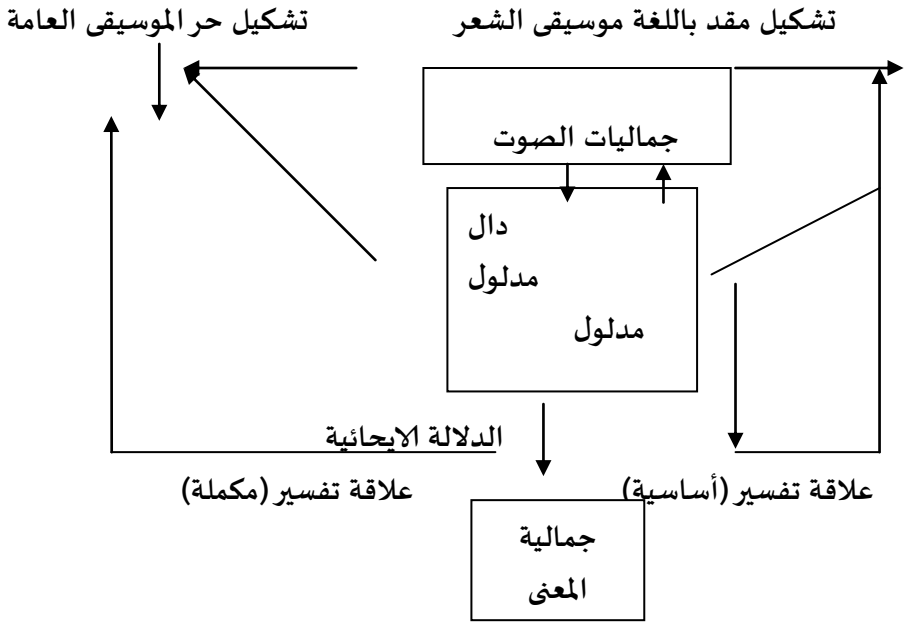 تشكيل مقد باللغة موسيقى الشعر
تشكيل حر الموسيقى العامة
جماليات الصوت
دال
مدلول
مدلول
الدلالة الايحائية
علاقة تفسير (أساسية)
علاقة تفسير (مكملة)
جمالية
المعنى